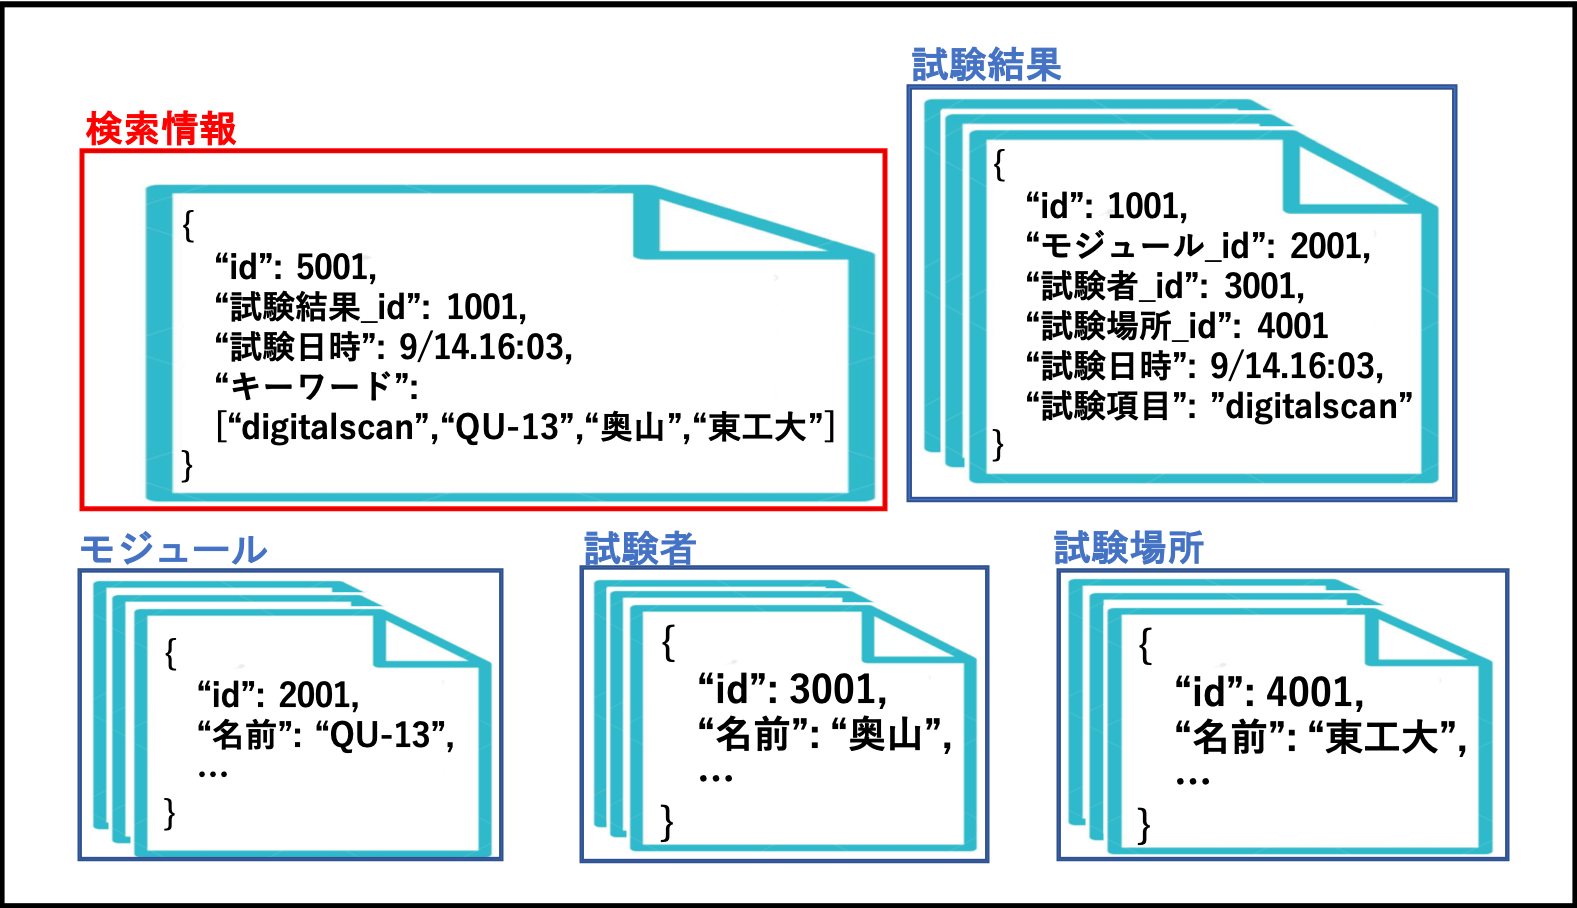 検索情報
{
“id”: 5001,
“試験結果_id”: 1001,
“試験日時”: 9/14.16:03,
“キーワード”:
[“digitalscan”,“QU-13”,“奥山”,“東工大”]
}
試験結果
{
“id”: 1001,
“モジュール_id”: 2001,
“試験者_id”: 3001,
“試験場所_id”: 4001
“試験日時”: 9/14.16:03,
“試験項目”: ”digitalscan”
}
モジュール
{
“id”: 2001,
“名前”: “QU-13”,
…
}
試験者
{
“id”: 3001,
“名前”: “奥山”,
…
}
試験場所
{
“id”: 4001,
“名前”: “東工大”,
…
}